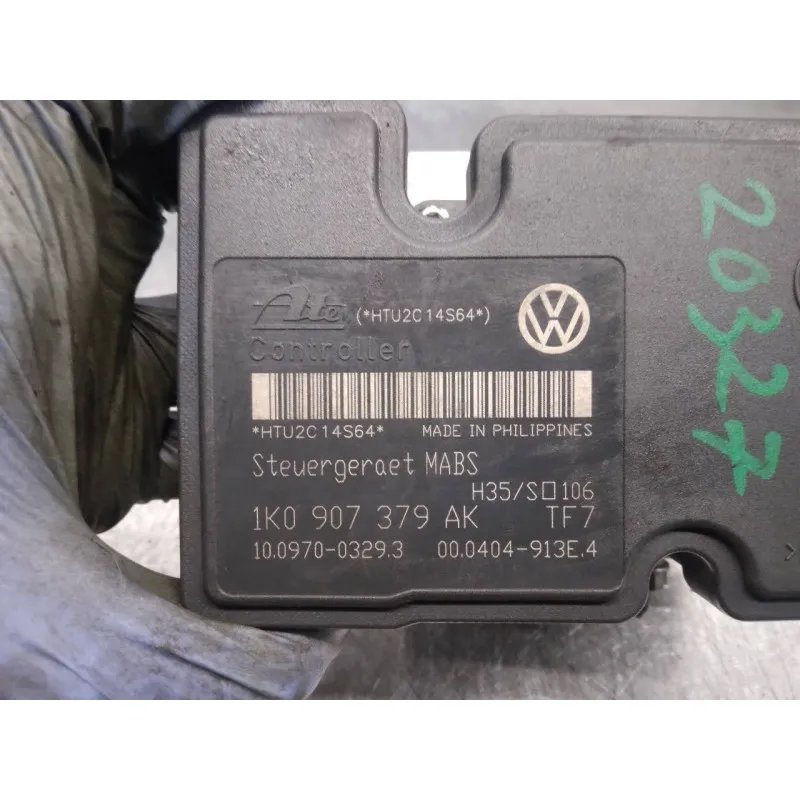 Ate (*HTU2C14S64*)
Controller
*HTU2C14S64* MADE IN PHILIPPINES
Steuergeraet MABS
H35/S□106
1K0 907 379 AK TF7
10.0970-0329.3 00.0404-913E.4
VW
20327